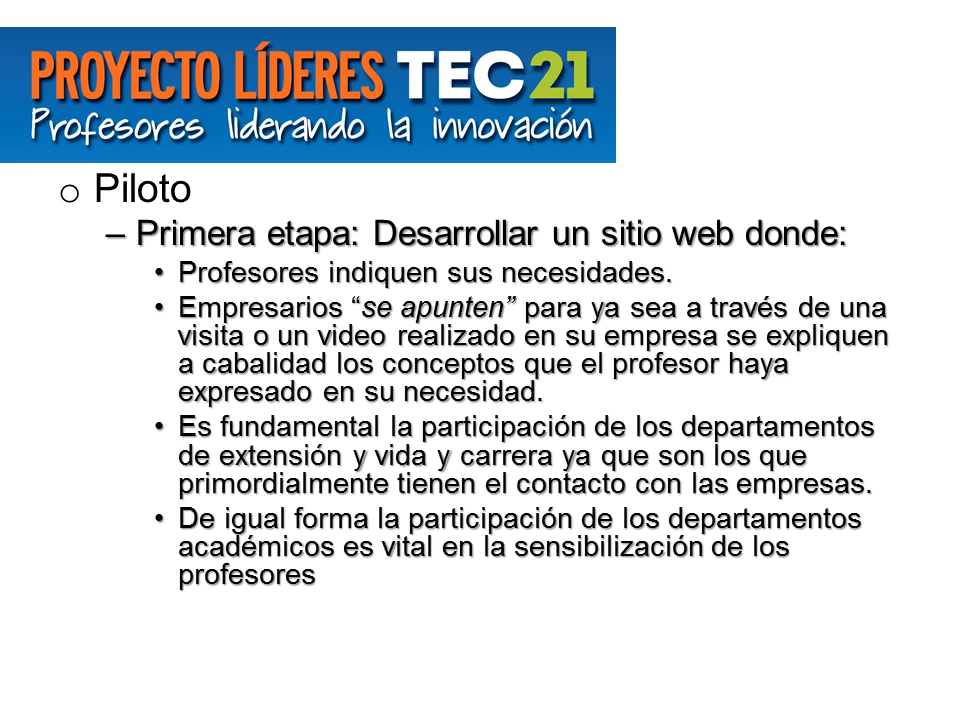 PROYECTO LÍDERES TEC21
Profesores liderando la innovación
o Piloto
– Primera etapa: Desarrollar un sitio web donde:
• Profesores indiquen sus necesidades.
• Empresarios “se apunten” para ya sea a través de una
visita o un video realizado en su empresa se expliquen
a cabalidad los conceptos que el profesor haya
expresado en su necesidad.
• Es fundamental la participación de los departamentos
de extensión y vida y carrera ya que son los que
primordialmente tienen el contacto con las empresas.
• De igual forma la participación de los departamentos
académicos es vital en la sensibilización de los
profesores